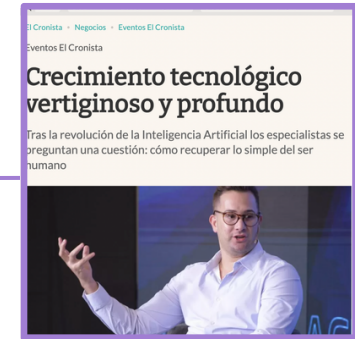 El Cronista • Negocios • Eventos El Cronista
Eventos El Cronista
Crecimiento tecnológico
vertiginoso y profundo
Tras la revolución de la Inteligencia Artificial los especialistas se
preguntan una cuestión: cómo recuperar lo simple del ser
humano